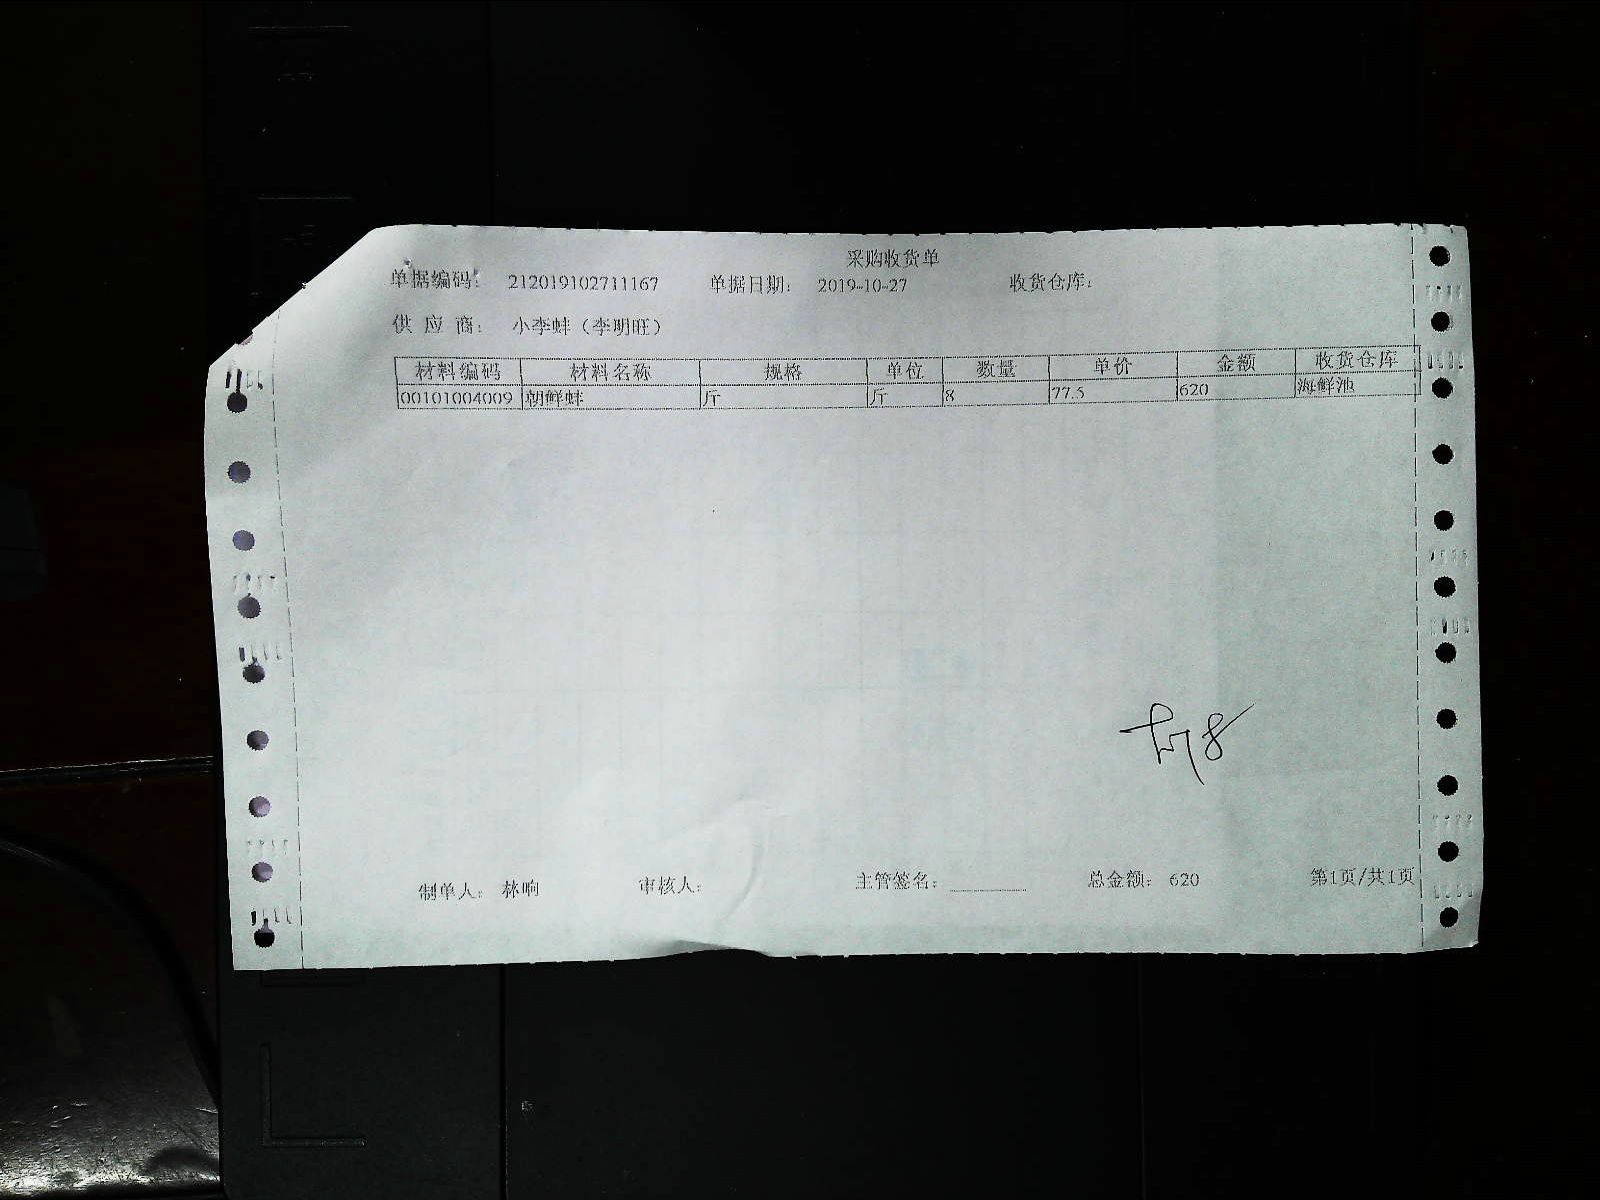 采购收货单
单据编码： 212019102711167 单据日期： 2019-10-27 收货仓库：
供 应 商： 小李蚌（李明旺）
材料编码 材料名称 规格 单位 数量 单价 金额 收货仓库
00101004009 朝鲜蚌 斤 斤 8 77.5 620 海鲜池
制单人： 林响 审核人： 主管签名： ________ 总金额： 620 第1页/共1页